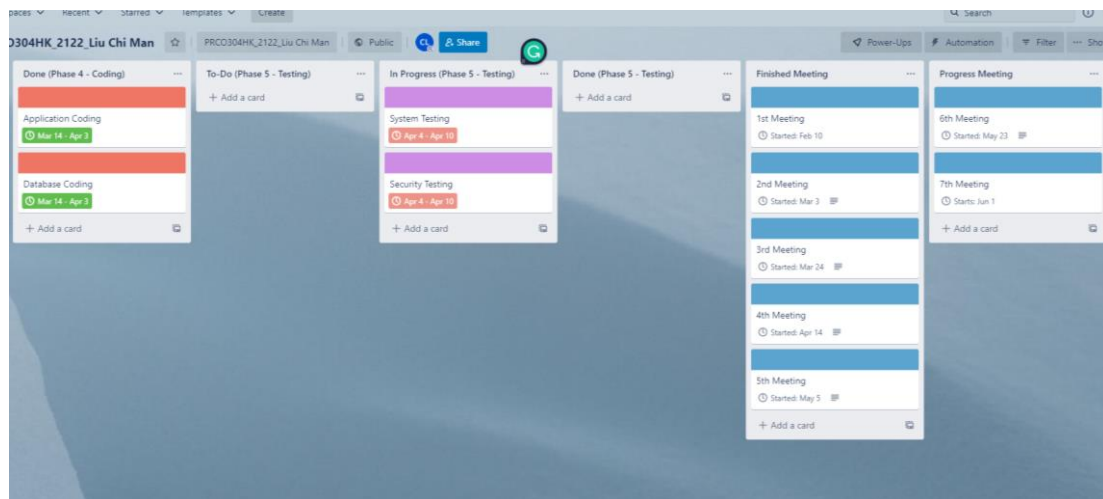 paces Recent Starred Templates Create Search
0304HK_2122_Liu Chi Man PRCO304HK_2122_Liu Chi Man Public CL Share Power-Ups Automation Filter ... Sho
Done (Phase 4 - Coding) ...
Application Coding
Mar 14 - Apr 3
Database Coding
Mar 14 - Apr 3
+ Add a card
To-Do (Phase 5 - Testing) ...
+ Add a card
In Progress (Phase 5 - Testing) ...
System Testing
Apr 4 - Apr 10
Security Testing
Apr 4 - Apr 10
+ Add a card
Done (Phase 5 - Testing) ...
+ Add a card
Finished Meeting ...
1st Meeting
Started: Feb 10
2nd Meeting
Started: Mar 3
3rd Meeting
Started: Mar 24
4th Meeting
Started: Apr 14
5th Meeting
Started: May 5
+ Add a card
Progress Meeting ...
6th Meeting
Started: May 23
7th Meeting
Starts: Jun 1
+ Add a card